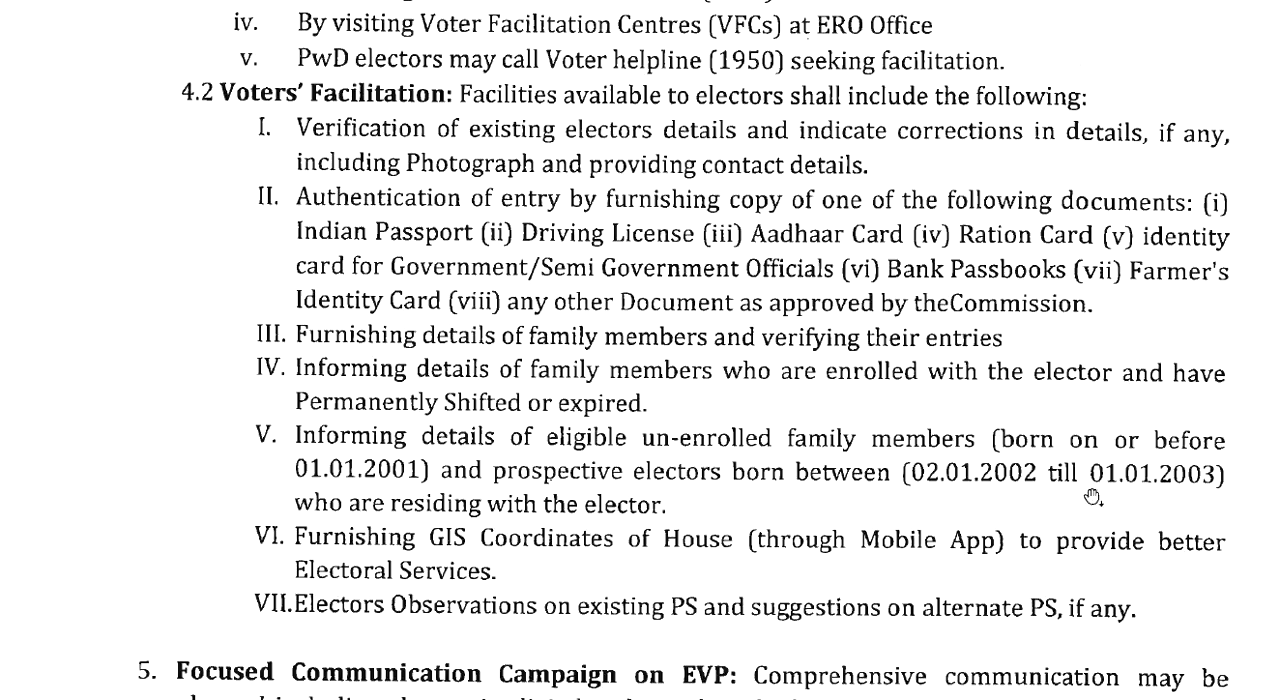 iv. By visiting Voter Facilitation Centres (VFCs) at ERO Office
v. PwD electors may call Voter helpline (1950) seeking facilitation.
4.2 Voters' Facilitation: Facilities available to electors shall include the following:
I. Verification of existing electors details and indicate corrections in details, if any,
including Photograph and providing contact details.
II. Authentication of entry by furnishing copy of one of the following documents: (i)
Indian Passport (ii) Driving License (iii) Aadhaar Card (iv) Ration Card (v) identity
card for Government/Semi Government Officials (vi) Bank Passbooks (vii) Farmer's
Identity Card (viii) any other Document as approved by theCommission.
III. Furnishing details of family members and verifying their entries
IV. Informing details of family members who are enrolled with the elector and have
Permanently Shifted or expired.
V. Informing details of eligible un-enrolled family members (born on or before
01.01.2001) and prospective electors born between (02.01.2002 till 01.01.2003)
who are residing with the elector.
VI. Furnishing GIS Coordinates of House (through Mobile App) to provide better
Electoral Services.
VII.Electors Observations on existing PS and suggestions on alternate PS, if any.
5. Focused Communication Campaign on EVP: Comprehensive communication may be